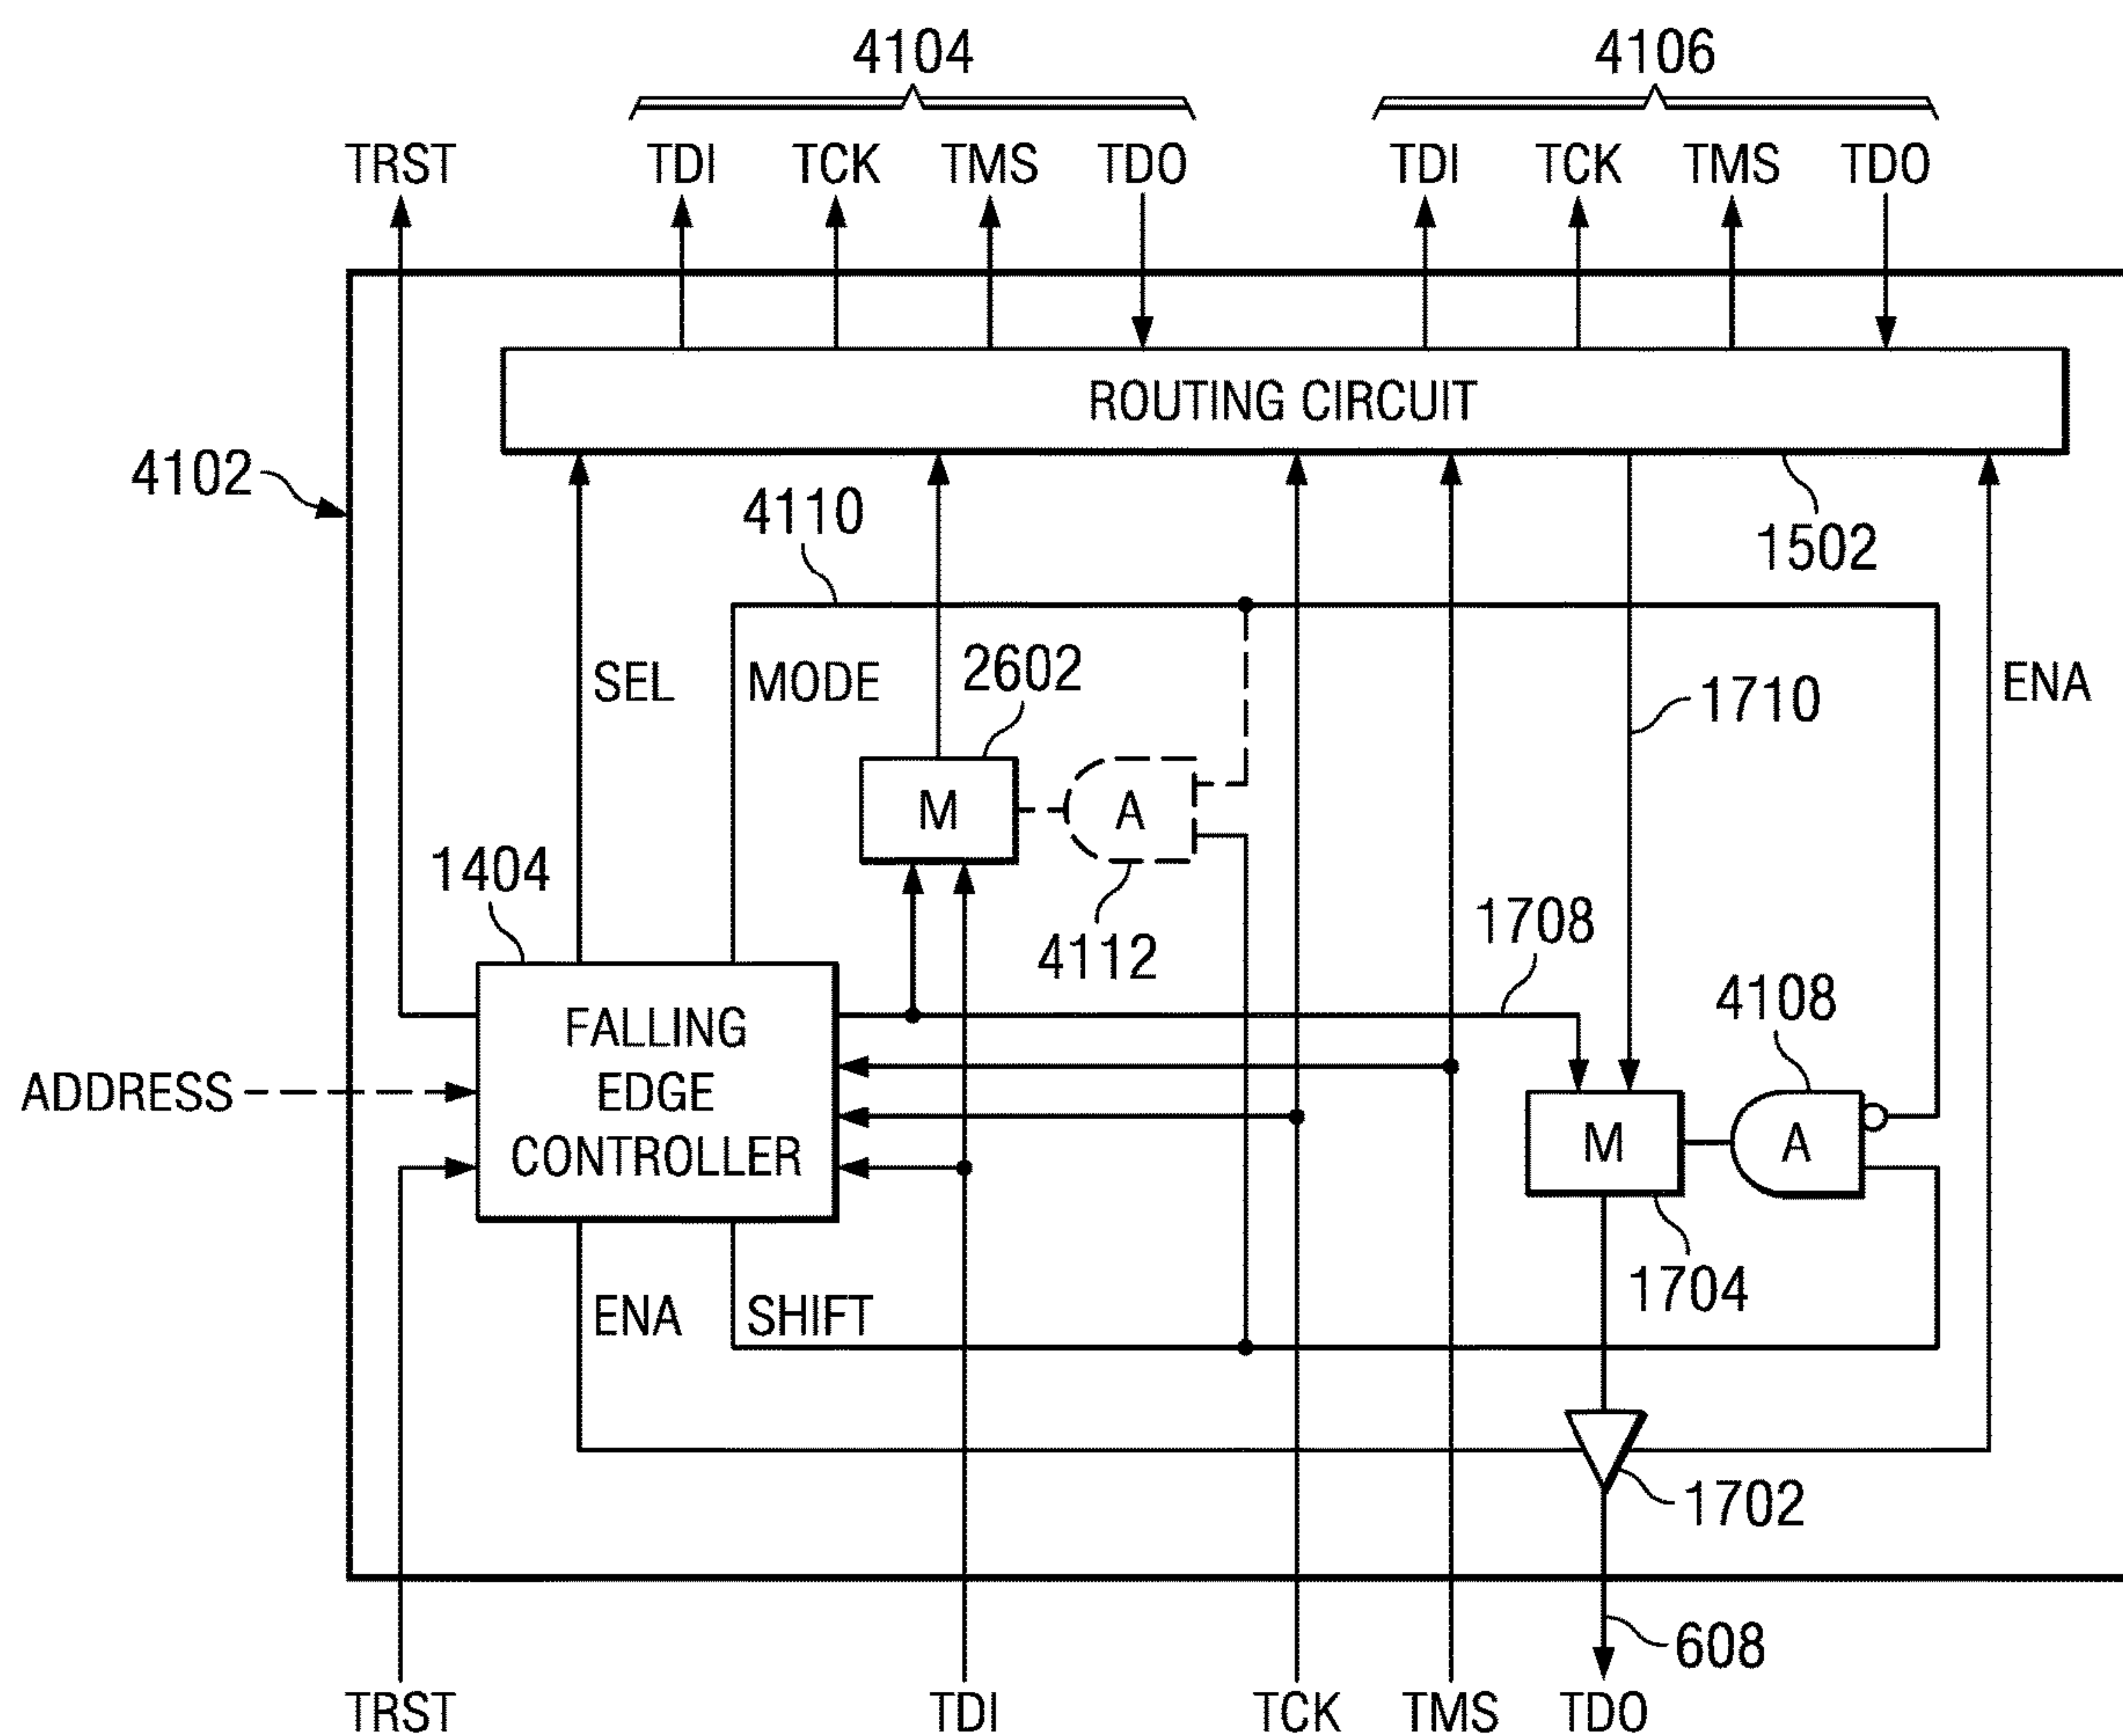 4104 4106
TRST TDI TCK TMS TDO TDI TCK TMS TDO
ROUTING CIRCUIT
4102
4110
1502
SEL MODE 2602 1710 ENA
M A
1404
4112
1708
4108
FALLING
EDGE
CONTROLLER
ADDRESS
M A
1704
ENA SHIFT
1702
608
TRST TDI TCK TMS TDO